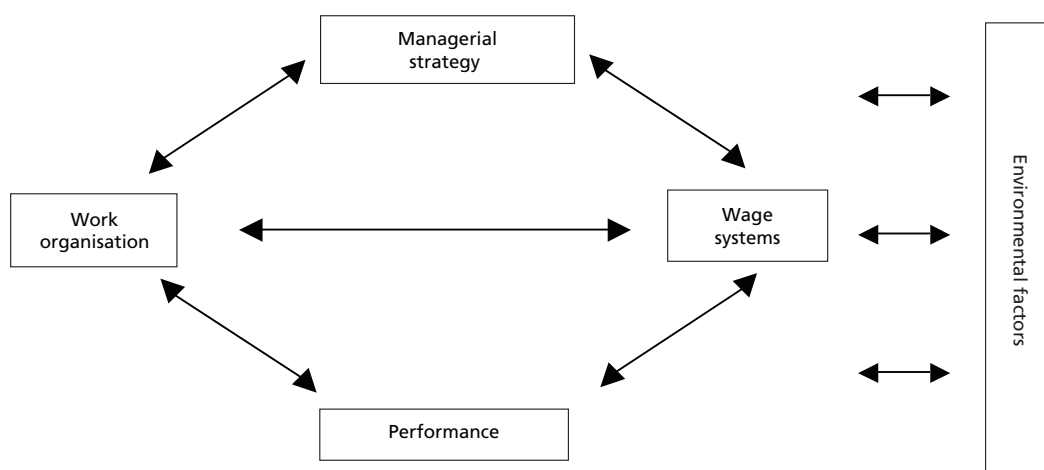 Managerial
strategy
Work
organisation
Wage
systems
Performance
Environmental factors